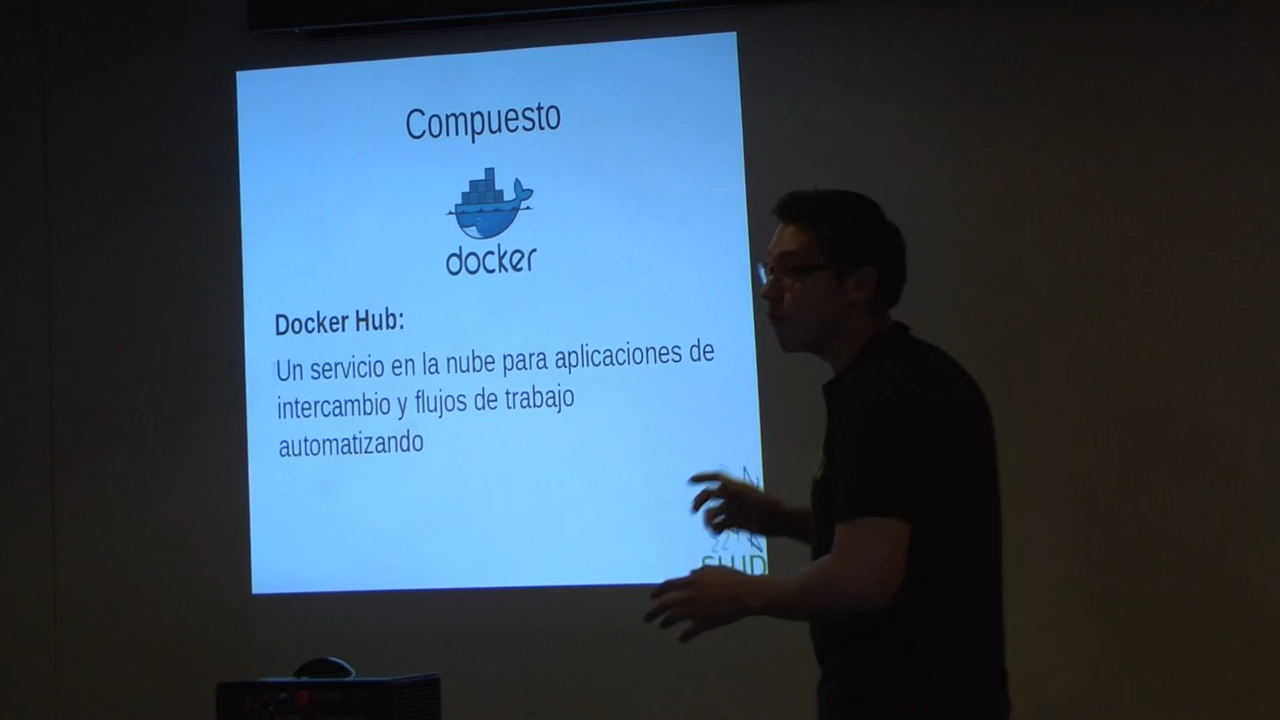 Compuesto
docker
Docker Hub:
Un servicio en la nube para aplicaciones de
intercambio y flujos de trabajo
automatizando